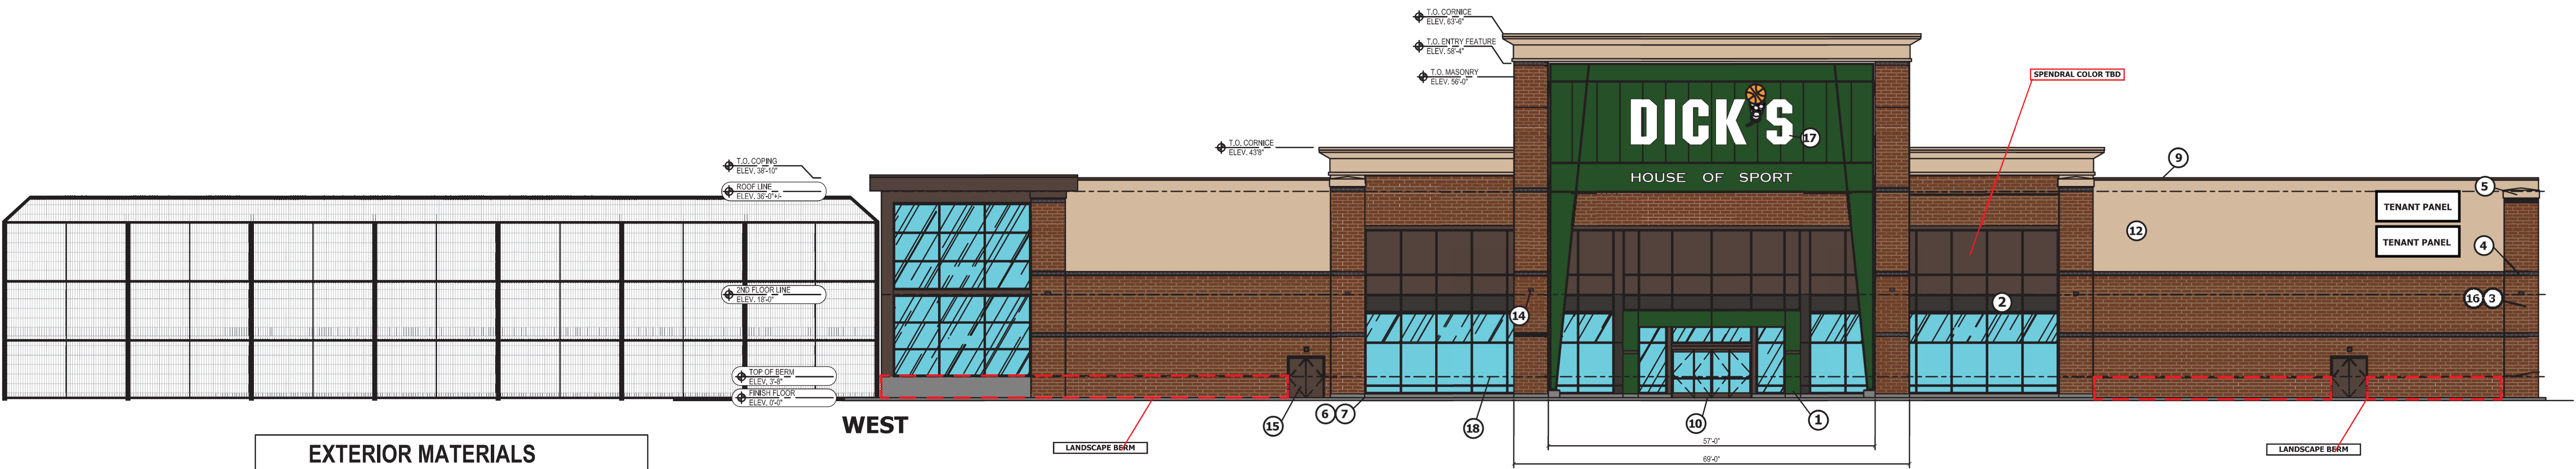 T.O. CORNICE
ELEV. 63'-6"
T.O. ENTRY FEATURE
ELEV. 58'-4"
T.O. MASONRY
ELEV. 56'-0"
SPENDRAL COLOR TBD
DICK'S
17
HOUSE OF SPORT
T.O. CORNICE
ELEV. 43'8"
T.O. COPING
ELEV. 38'-10"
ROOF LINE
ELEV. 36'-0"+/-
9
5
TENANT PANEL
12
TENANT PANEL
4
2ND FLOOR LINE
ELEV. 18'-0"
14
2
16 3
TOP OF BERM
ELEV. 3'-8"
FINISH FLOOR
ELEV. 0'-0"
WEST
15
6 7
18
10
1
LANDSCAPE BERM
57'-0"
69'-0"
LANDSCAPE BERM
EXTERIOR MATERIALS